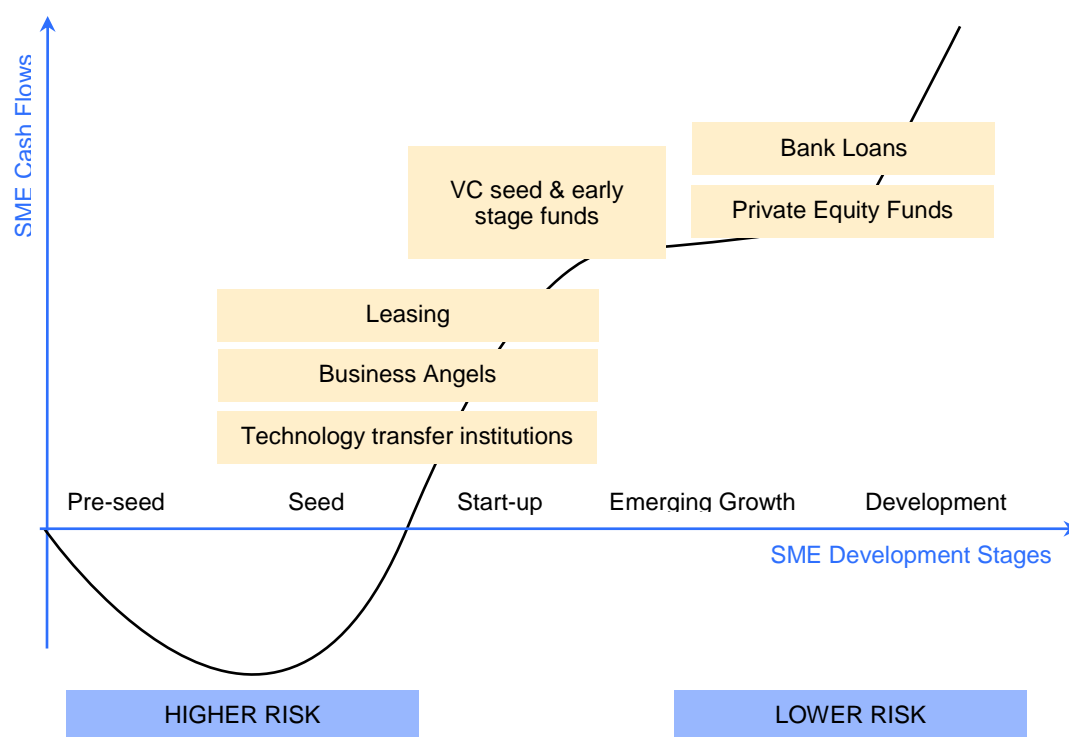 SME Cash Flows
Bank Loans
VC seed & early
stage funds
Private Equity Funds
Leasing
Business Angels
Technology transfer institutions
Pre-seed
Seed
Start-up
Emerging Growth
Development
SME Development Stages
HIGHER RISK
LOWER RISK